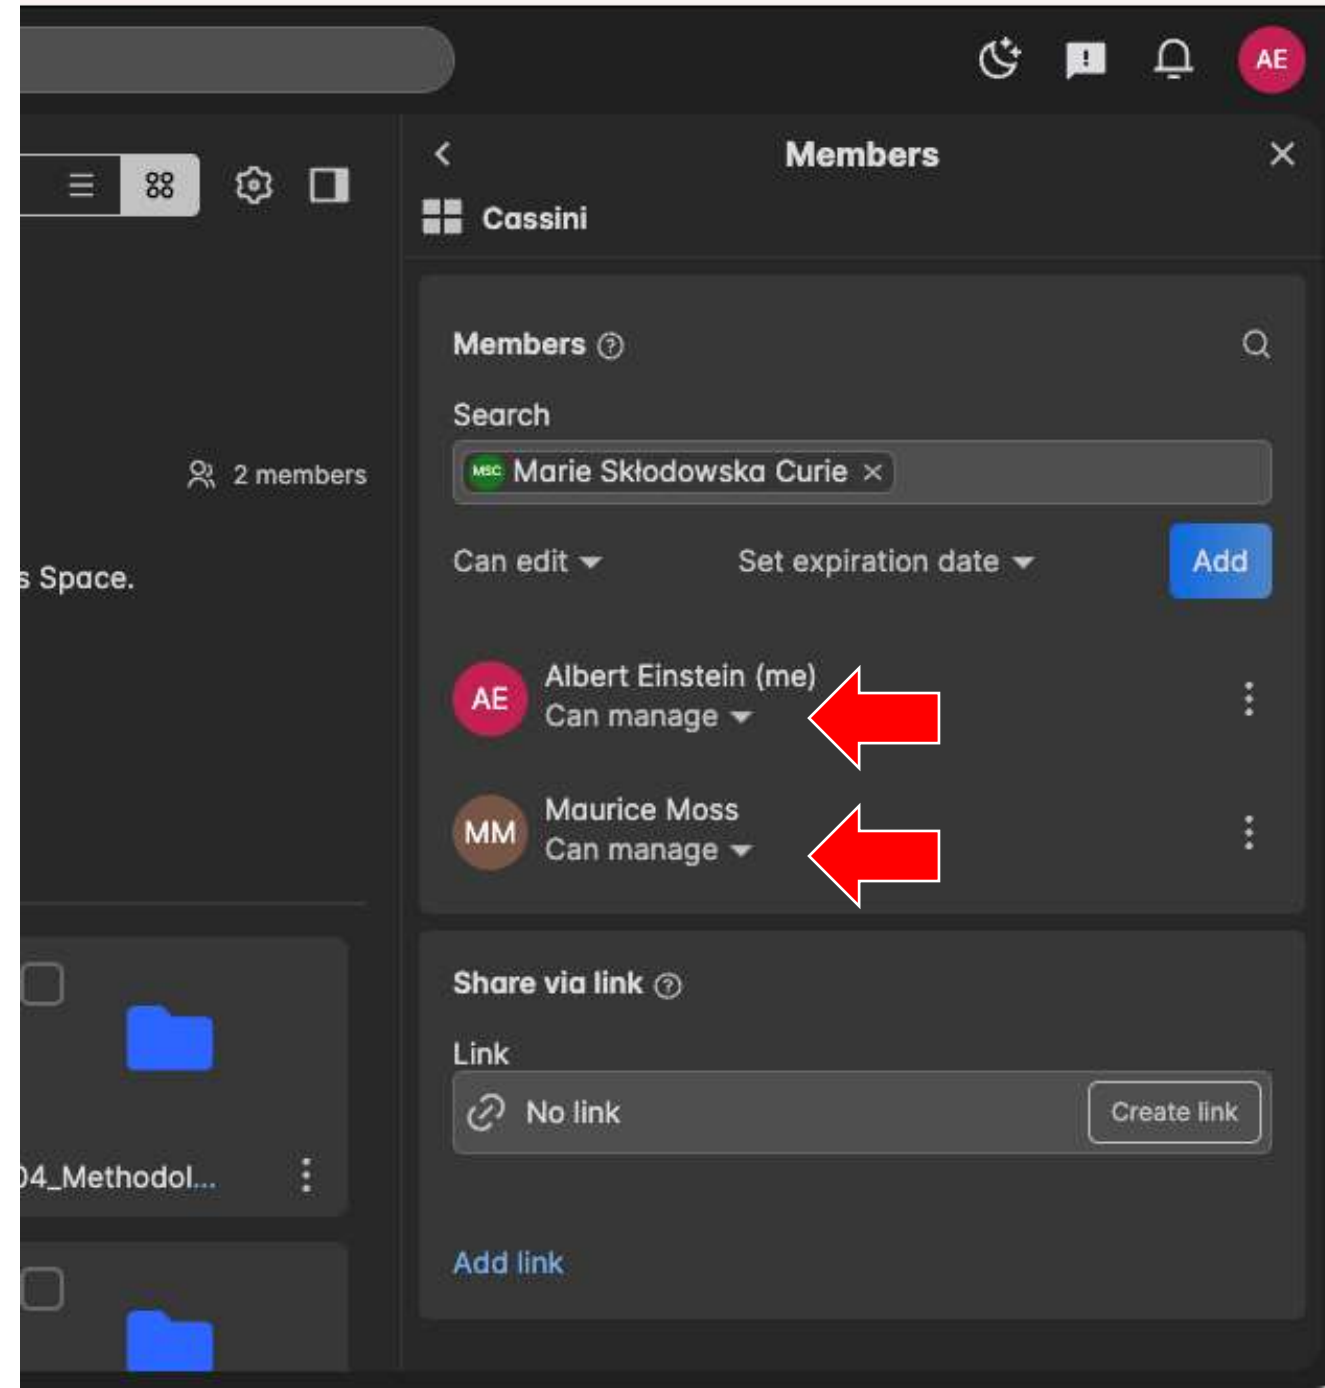 AE
Members
Cassini
Members
Search
MSC Marie Skłodowska Curie
2 members
Can edit
Set expiration date
Add
s Space.
AE
Albert Einstein (me)
Can manage
MM
Maurice Moss
Can manage
Share via link
Link
No link
Create link
04_Methodol...
Add link